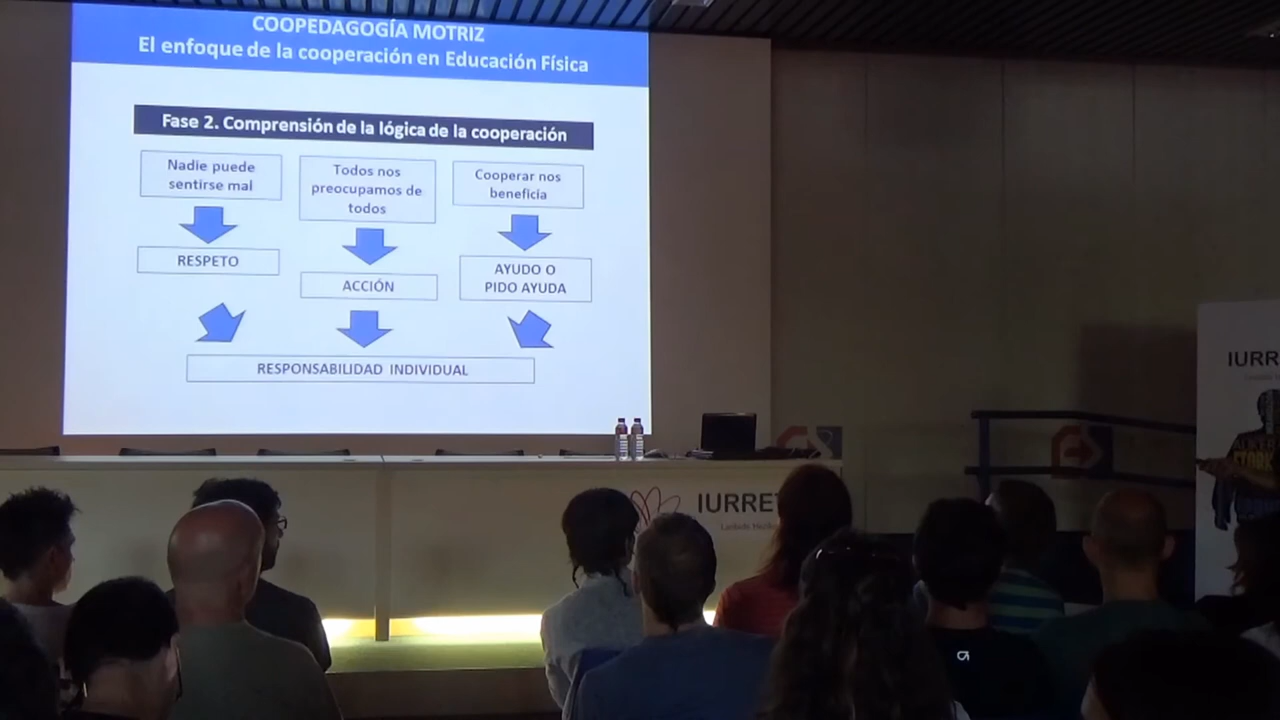 COOPEDAGOGÍA MOTRIZ
El enfoque de la cooperación en Educación Física
Fase 2. Comprensión de la lógica de la cooperación
Nadie puede
sentirse mal
Todos nos
preocupamos de
todos
Cooperar nos
beneficia
RESPETO
ACCIÓN
AYUDO O
PIDO AYUDA
RESPONSABILIDAD INDIVIDUAL
IURR
IURRE